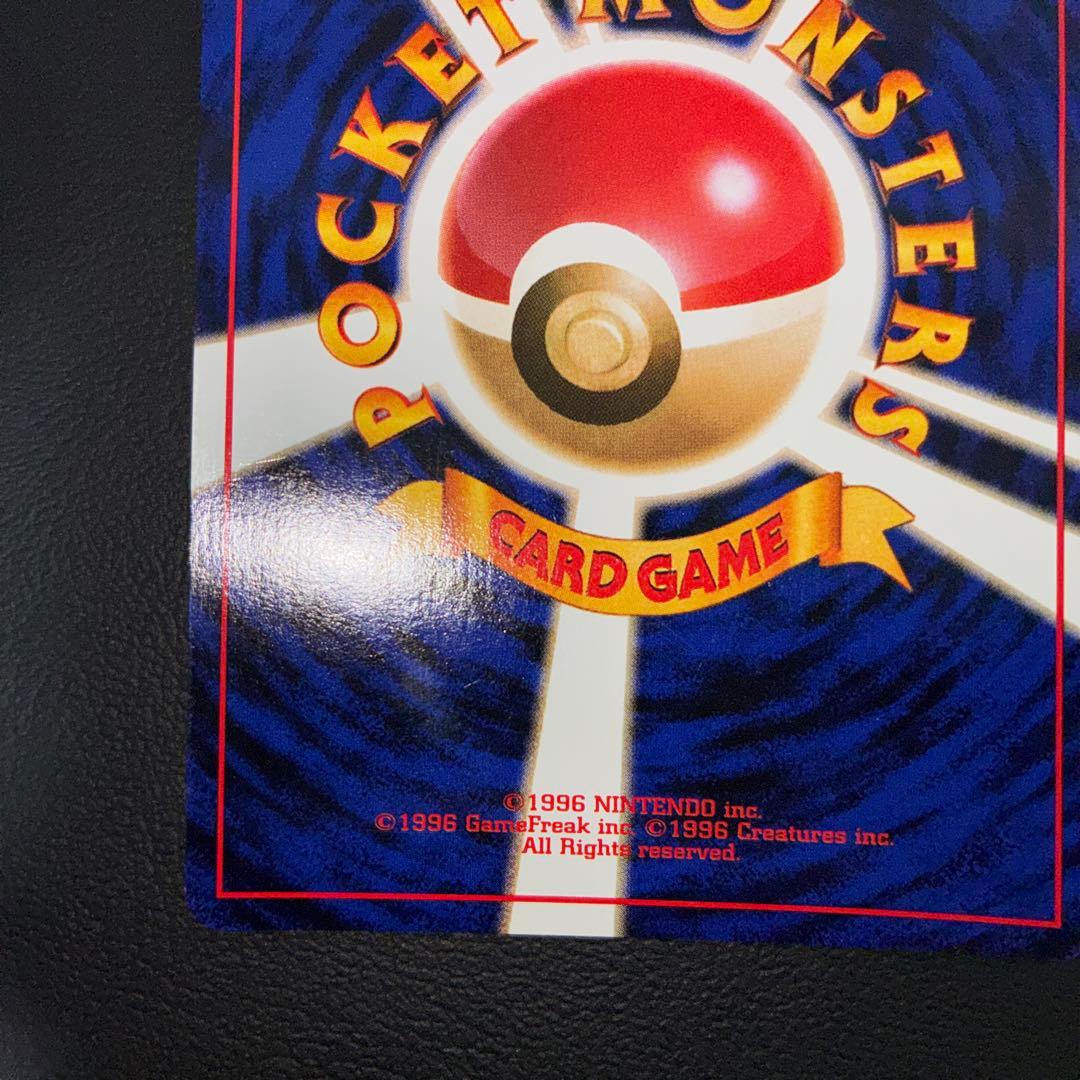 POCKET MONSTERS
CARD GAME
©1996 NINTENDO inc.
©1996 GameFreak inc. ©1996 Creatures inc.
All Rights reserved.